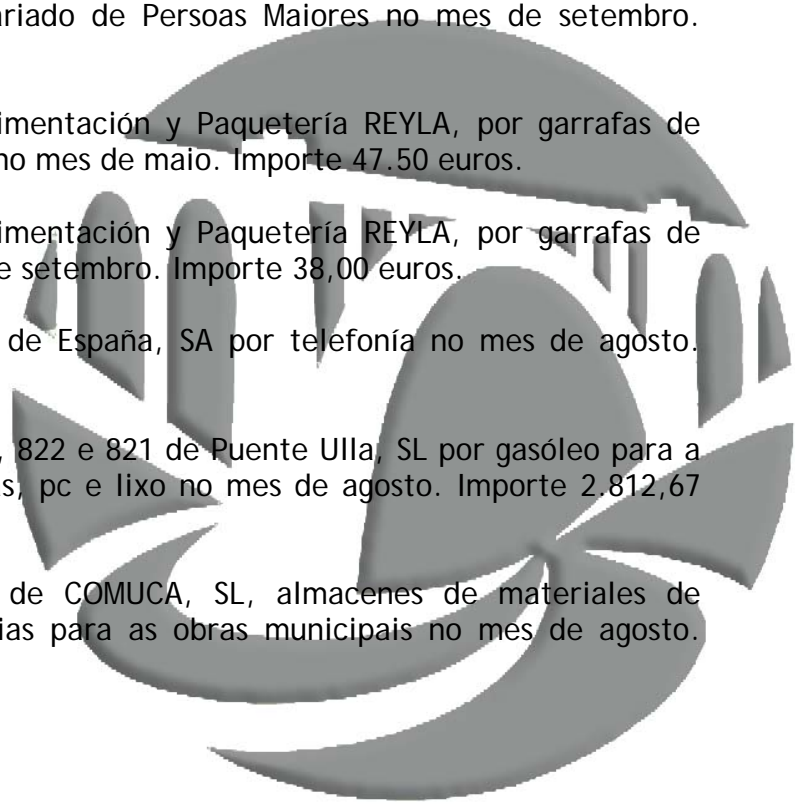 ariado de Persoas Maiores no mes de setembro.
imentación y Paquetería REYLA, por garrafas de
no mes de maio. Importe 47.50 euros.
imentación y Paquetería REYLA, por garrafas de
e setembro. Importe 38,00 euros.
de España, SA por telefonía no mes de agosto.
, 822 e 821 de Puente Ulla, SL por gasóleo para a
s, pc e lixo no mes de agosto. Importe 2.812,67
de COMUCA, SL, almacenes de materiales de
ias para as obras municipais no mes de agosto.